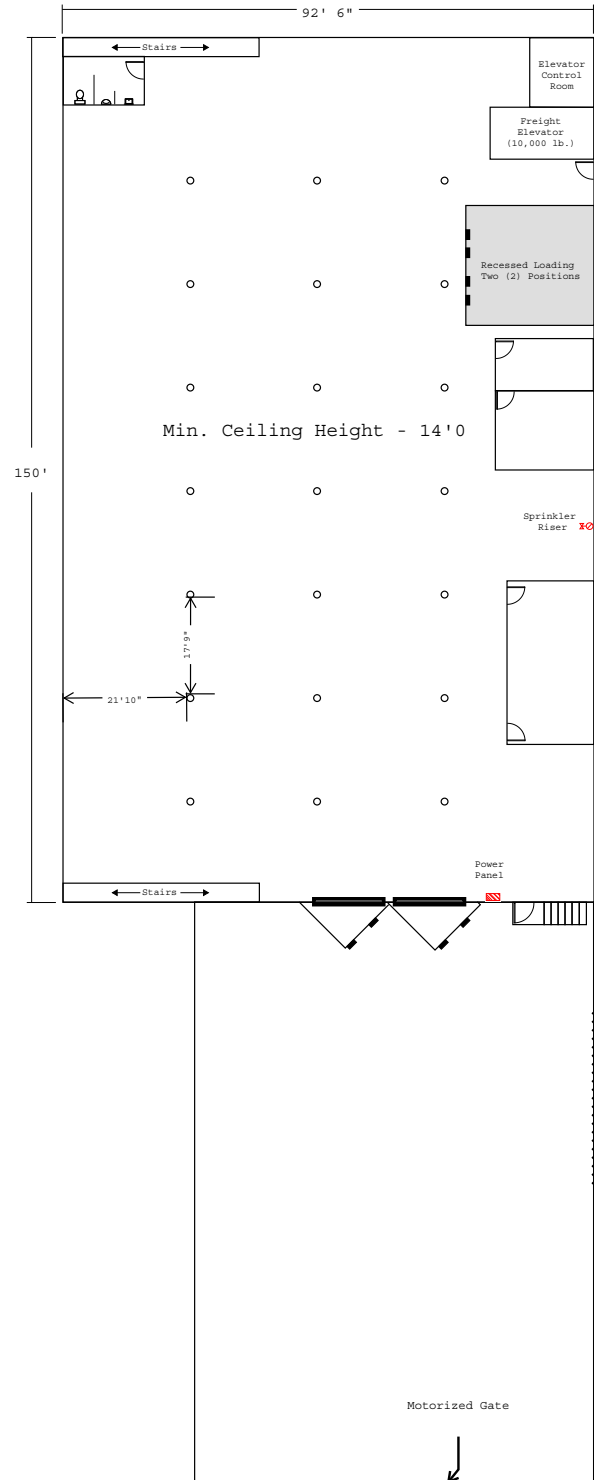 92' 6"
Stairs
Elevator
Control
Room
Freight
Elevator
(10,000 lb.)
Recessed Loading
Two (2) Positions
Min. Ceiling Height - 14'0
150'
Sprinkler
Riser
17'9"
21'10"
Power
Panel
Stairs
Motorized Gate